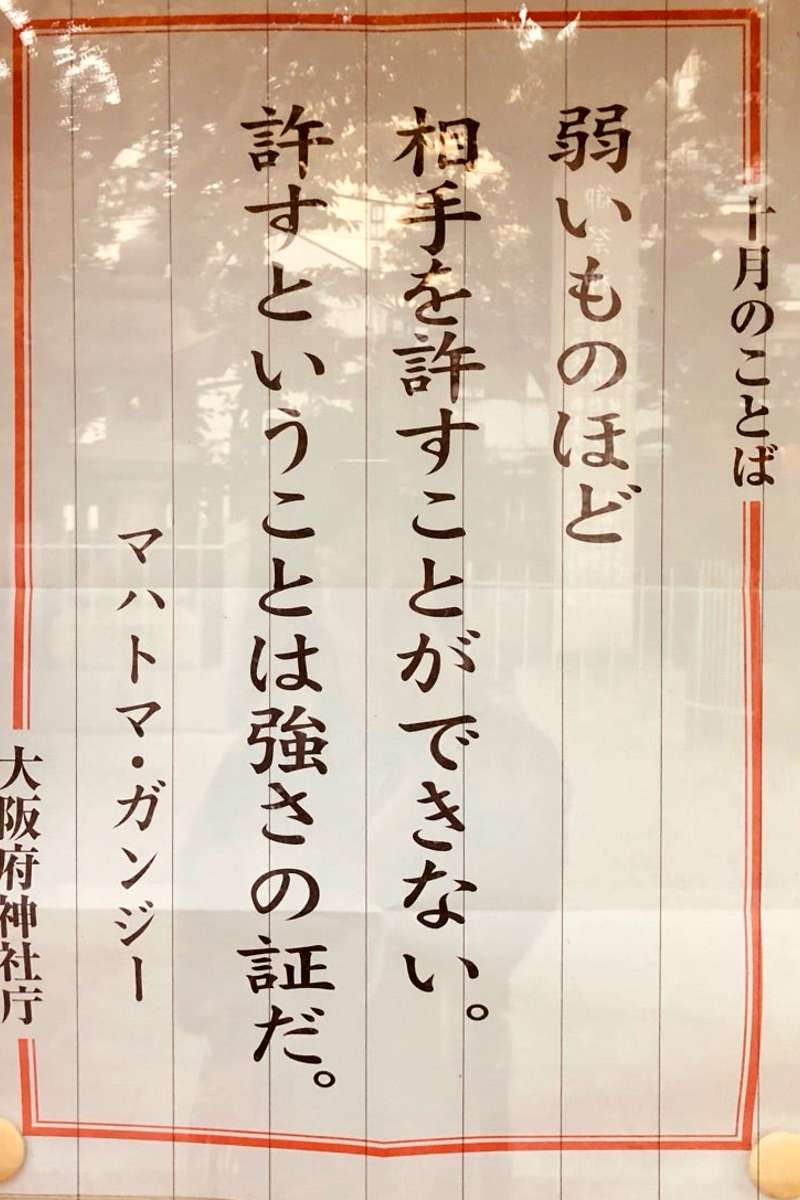 十月のことば
弱いものほど
相手を許すことができない。
許すということは強さの証だ。
マハトマ・ガンジー
大阪府神社庁